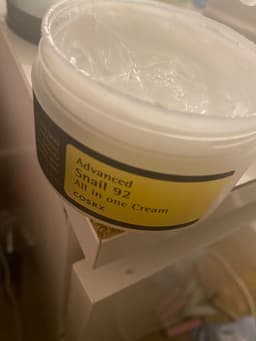 Advanced
Snail 92
All in one Cream
COSRX